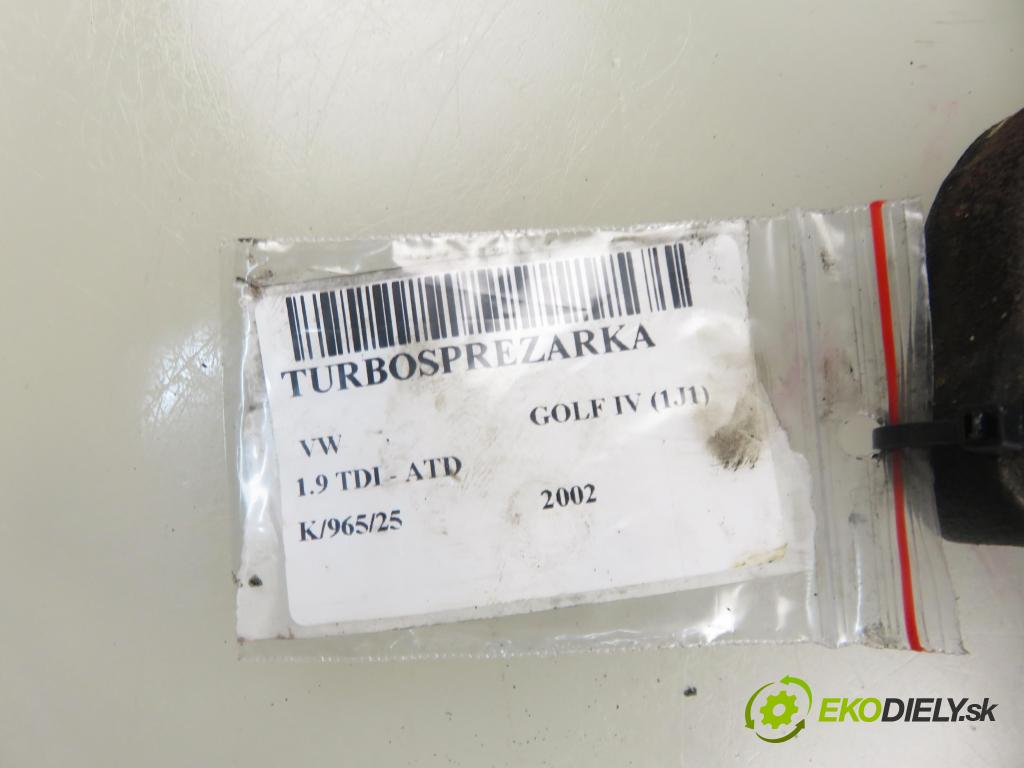 TURBOSPREZARKA
VW GOLF IV (1J1)
1.9 TDI - ATD
K/965/25 2002
EKODIELY.sk